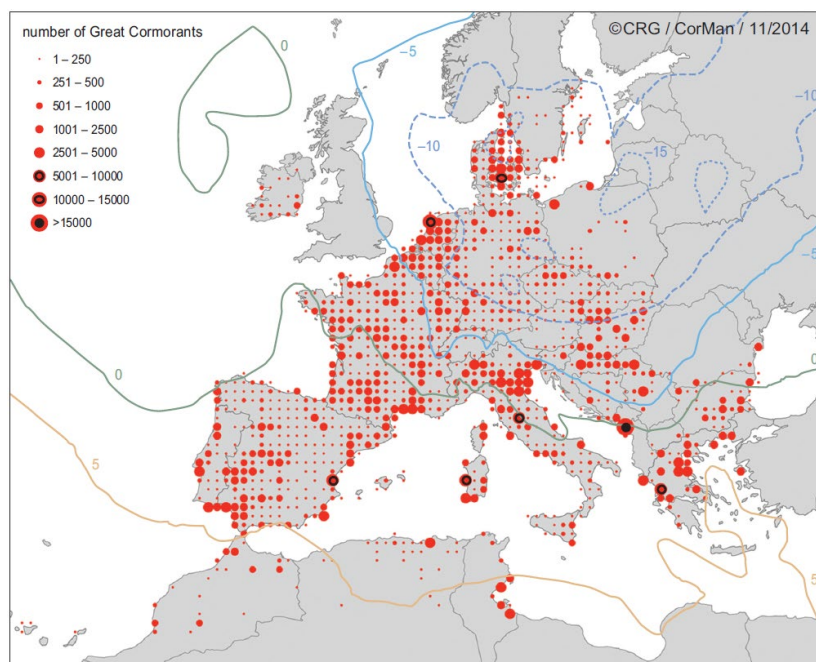 number of Great Cormorants
1 – 250
251 – 500
501 – 1000
1001 – 2500
2501 – 5000
5001 – 10000
10000 – 15000
>15000
©CRG / CorMan / 11/2014
0
–5
–10
–10
–15
–5
0
0
5
5